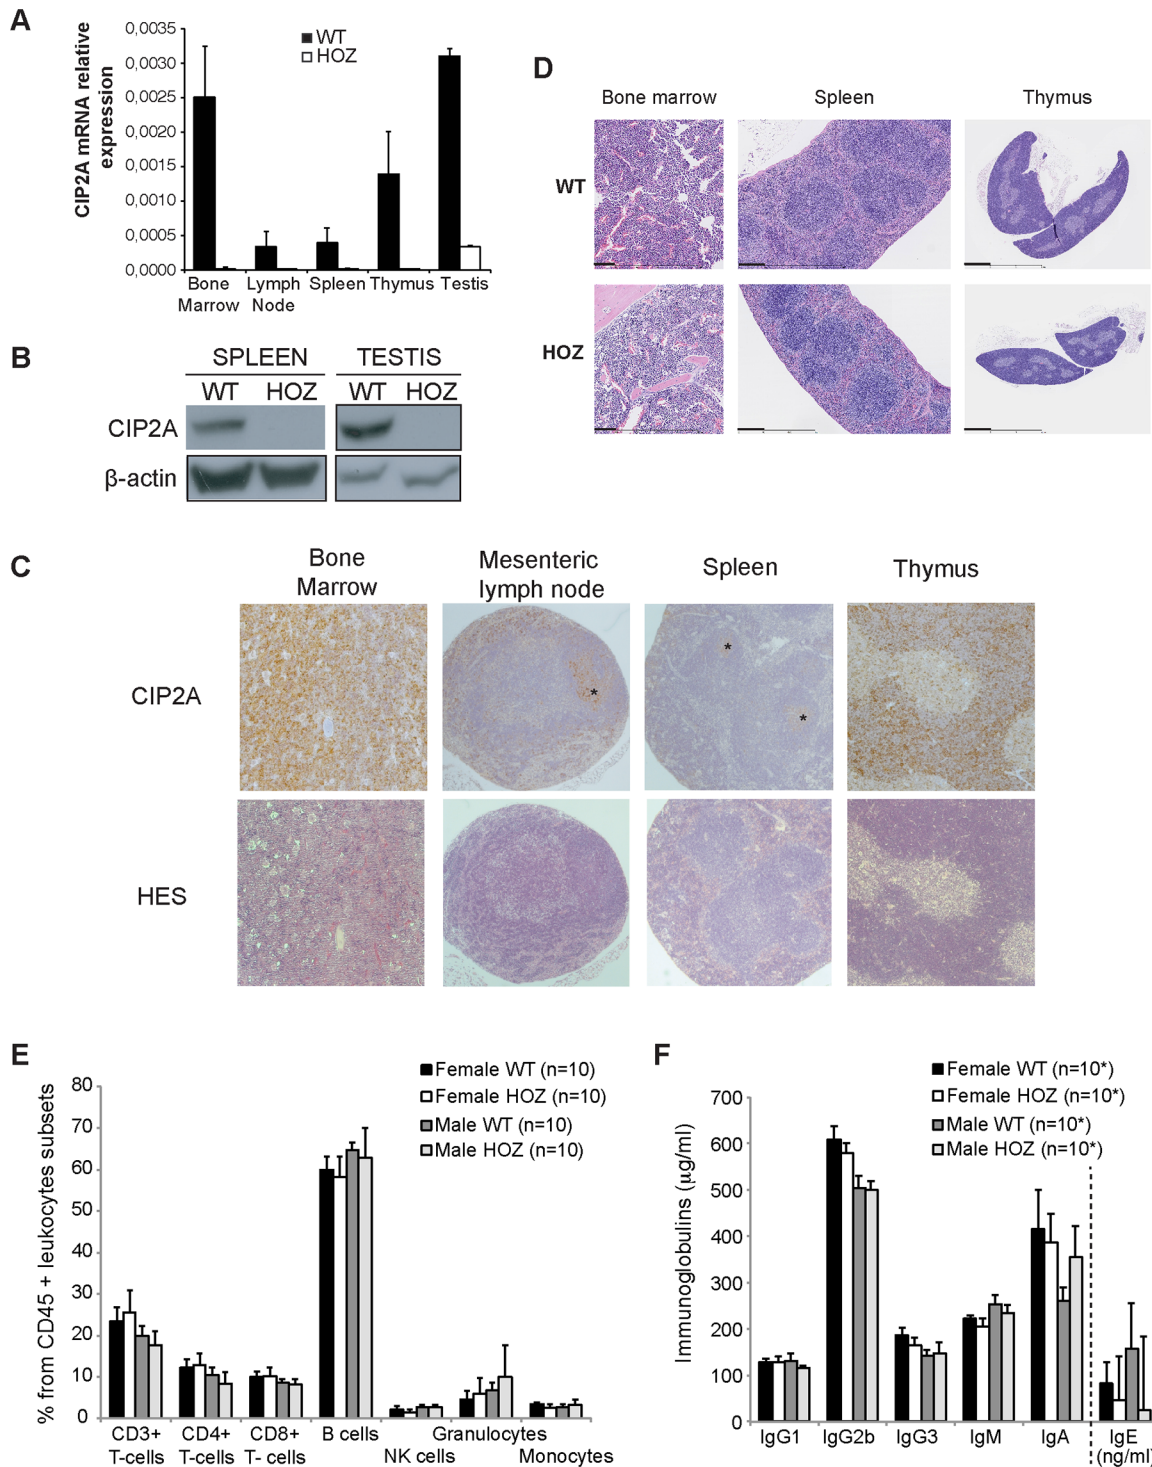 A
CIP2A mRNA relative
expression
0,0035
0,0030
0,0025
0,0020
0,0015
0,0010
0,0005
0,0000
WT
HOZ
Bone
Marrow
Lymph
Node
Spleen
Thymus
Testis
B
SPLEEN
TESTIS
WT
HOZ
WT
HOZ
CIP2A
β-actin
D
Bone marrow
Spleen
Thymus
WT
HOZ
C
Bone
Marrow
Mesenteric
lymph node
Spleen
Thymus
CIP2A
*
*
*
HES
E
% from CD45 + leukocytes subsets
80
70
60
50
40
30
20
10
0
Female WT (n=10)
Female HOZ (n=10)
Male WT (n=10)
Male HOZ (n=10)
CD3+
T-cells
CD4+
T-cells
CD8+
T- cells
B cells
NK cells
Granulocytes
Monocytes
F
Immunoglobulins (µg/ml)
700
600
500
400
300
200
100
0
Female WT (n=10*)
Female HOZ (n=10*)
Male WT (n=10*)
Male HOZ (n=10*)
IgG1
IgG2b
IgG3
IgM
IgA
IgE
(ng/ml)